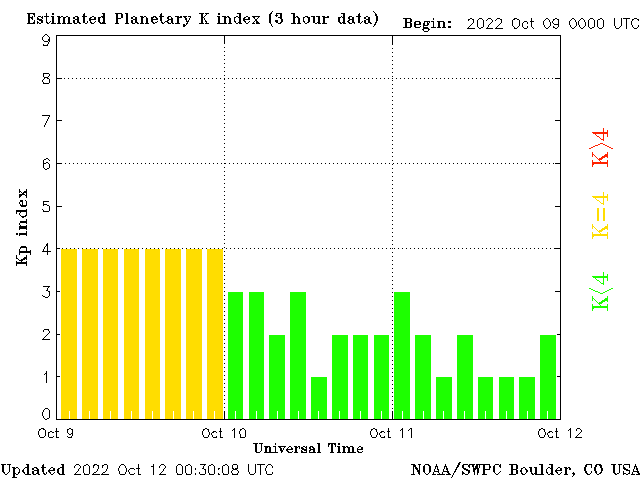 Estimated Planetary K index (3 hour data) Begin: 2022 Oct 09 0000 UTC
9
8
7
6
5
4
3
2
1
0
Kp index
K>4
K=4
K<4
Oct 9 Oct 10 Oct 11 Oct 12
Universal Time
Updated 2022 Oct 12 00:30:08 UTC NOAA/SWPC Boulder, CO USA